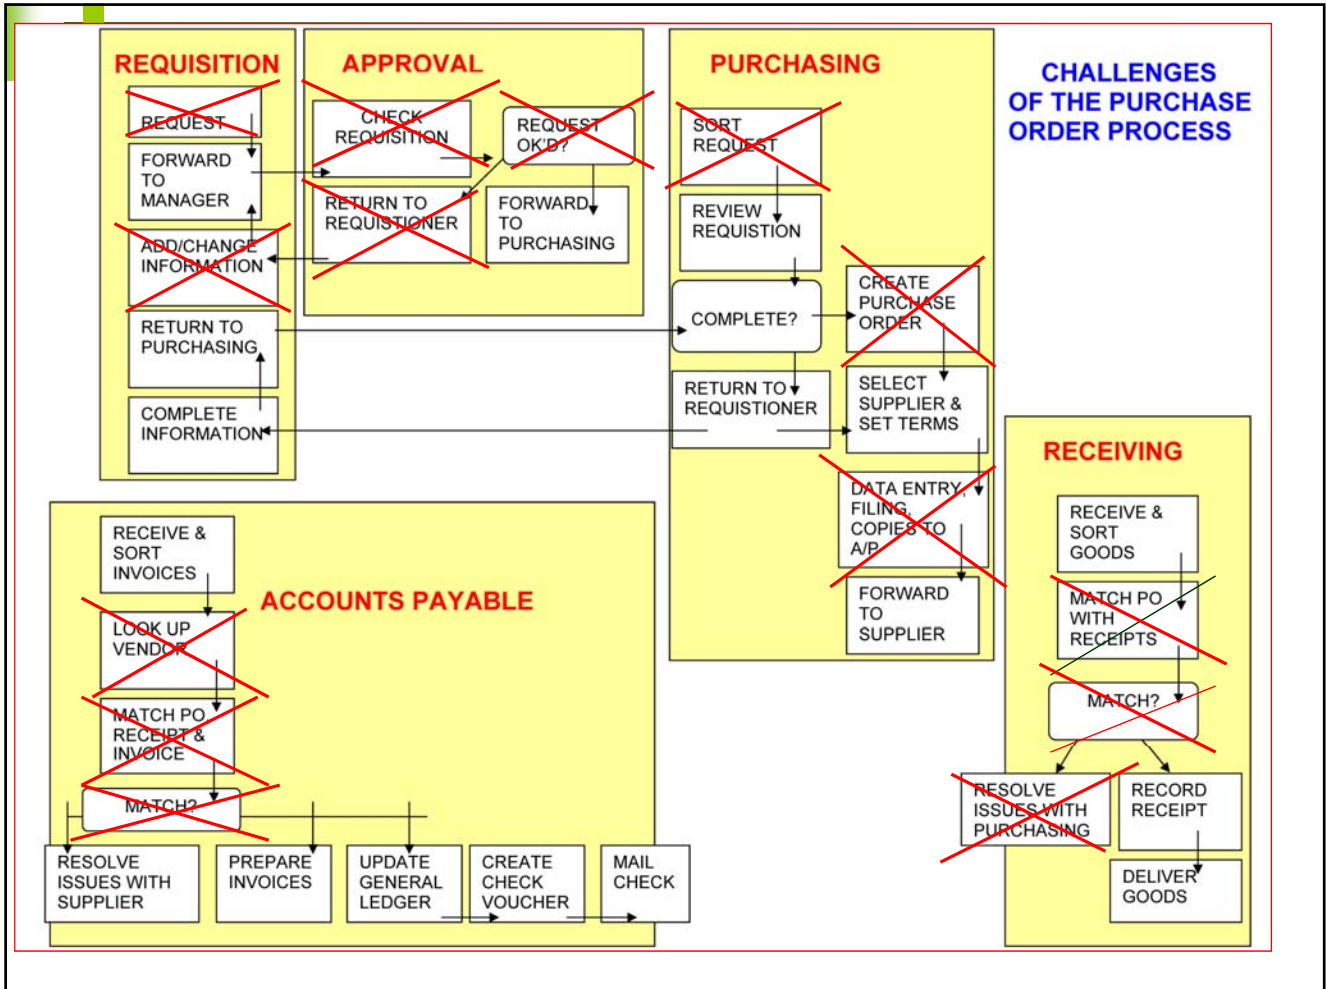 CHALLENGES
OF THE PURCHASE
ORDER PROCESS
REQUISITION
REQUEST
FORWARD
TO
MANAGER
ADD/CHANGE
INFORMATION
RETURN TO
PURCHASING
COMPLETE
INFORMATION
APPROVAL
CHECK
REQUISITION
REQUEST
OK'D?
RETURN TO
REQUISTIONER
FORWARD
TO
PURCHASING
PURCHASING
SORT
REQUEST
REVIEW
REQUISTION
COMPLETE?
RETURN TO
REQUISTIONER
CREATE
PURCHASE
ORDER
SELECT
SUPPLIER &
SET TERMS
DATA ENTRY,
FILING,
COPIES TO
A/P
FORWARD
TO
SUPPLIER
RECEIVING
RECEIVE &
SORT
GOODS
MATCH PO
WITH
RECEIPTS
MATCH?
RESOLVE
ISSUES WITH
PURCHASING
RECORD
RECEIPT
DELIVER
GOODS
ACCOUNTS PAYABLE
RECEIVE &
SORT
INVOICES
LOOK UP
VENDOR
MATCH PO,
RECEIPT &
INVOICE
MATCH?
RESOLVE
ISSUES WITH
SUPPLIER
PREPARE
INVOICES
UPDATE
GENERAL
LEDGER
CREATE
CHECK
VOUCHER
MAIL
CHECK